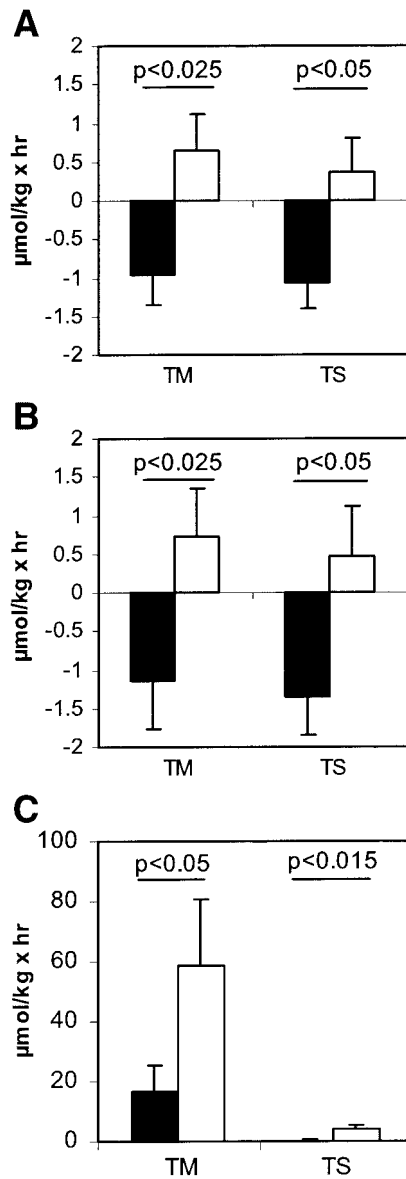 A
2
p<0.025 p<0.05
1.5
1
0.5
0
-0.5
-1
-1.5
-2
µmol/kg x hr
TM TS
B
2
p<0.025 p<0.05
1.5
1
0.5
0
-0.5
-1
-1.5
-2
µmol/kg x hr
TM TS
C
100
p<0.05 p<0.015
80
60
40
20
0
µmol/kg x hr
TM TS